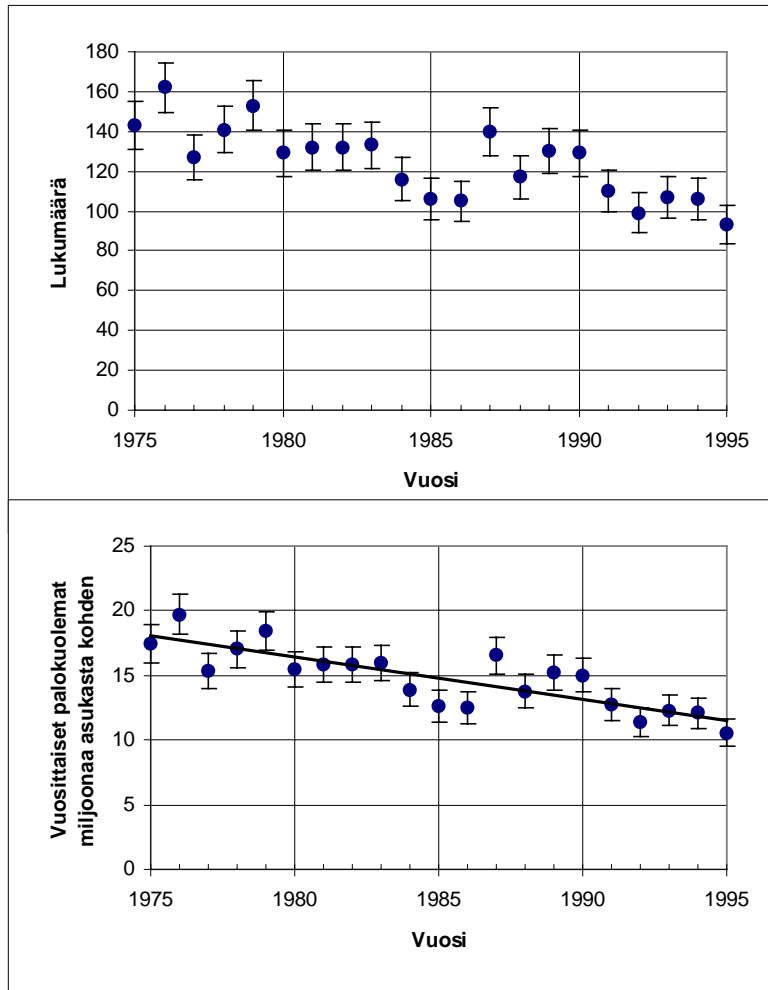 180
160
140
120
100
80
60
40
20
0
Lukumäärä
1975 1980 1985 1990 1995
Vuosi
25
20
15
10
5
0
Vuosittaiset palokuolemat
miljoonaa asukasta kohden
1975 1980 1985 1990 1995
Vuosi